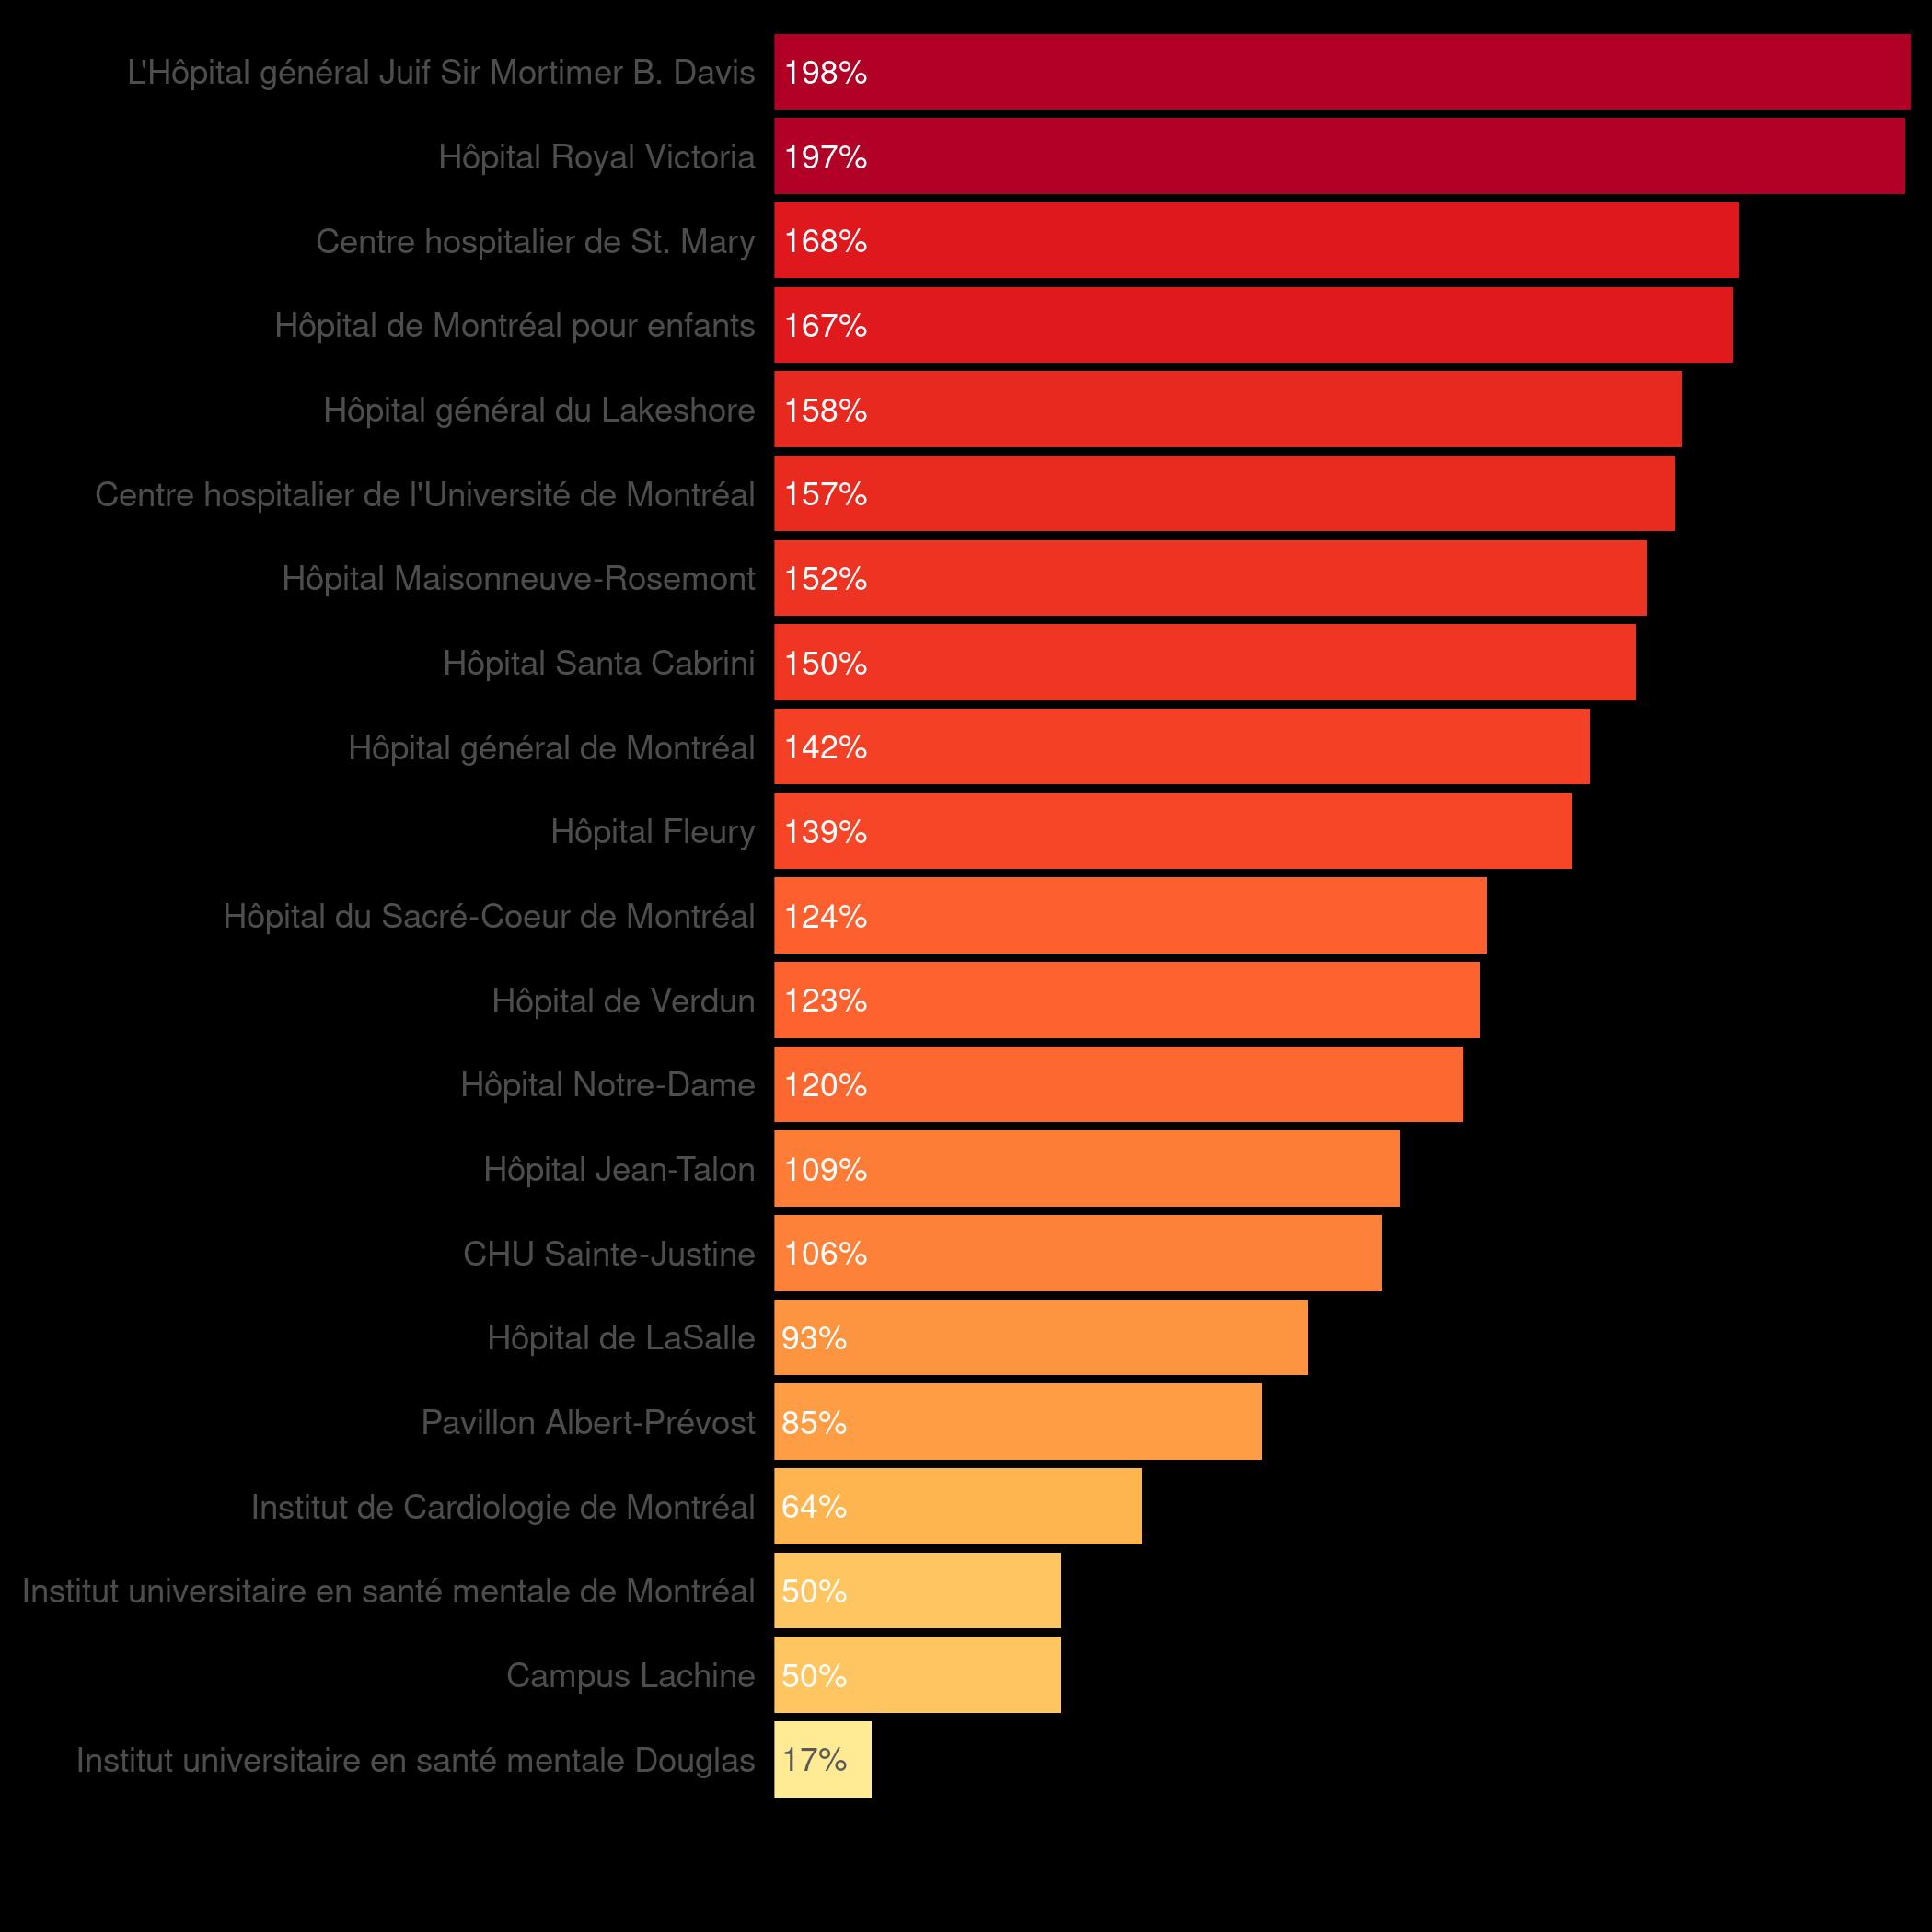 L'Hôpital général Juif Sir Mortimer B. Davis 198%
Hôpital Royal Victoria 197%
Centre hospitalier de St. Mary 168%
Hôpital de Montréal pour enfants 167%
Hôpital général du Lakeshore 158%
Centre hospitalier de l'Université de Montréal 157%
Hôpital Maisonneuve-Rosemont 152%
Hôpital Santa Cabrini 150%
Hôpital général de Montréal 142%
Hôpital Fleury 139%
Hôpital du Sacré-Coeur de Montréal 124%
Hôpital de Verdun 123%
Hôpital Notre-Dame 120%
Hôpital Jean-Talon 109%
CHU Sainte-Justine 106%
Hôpital de LaSalle 93%
Pavillon Albert-Prévost 85%
Institut de Cardiologie de Montréal 64%
Institut universitaire en santé mentale de Montréal 50%
Campus Lachine 50%
Institut universitaire en santé mentale Douglas 17%